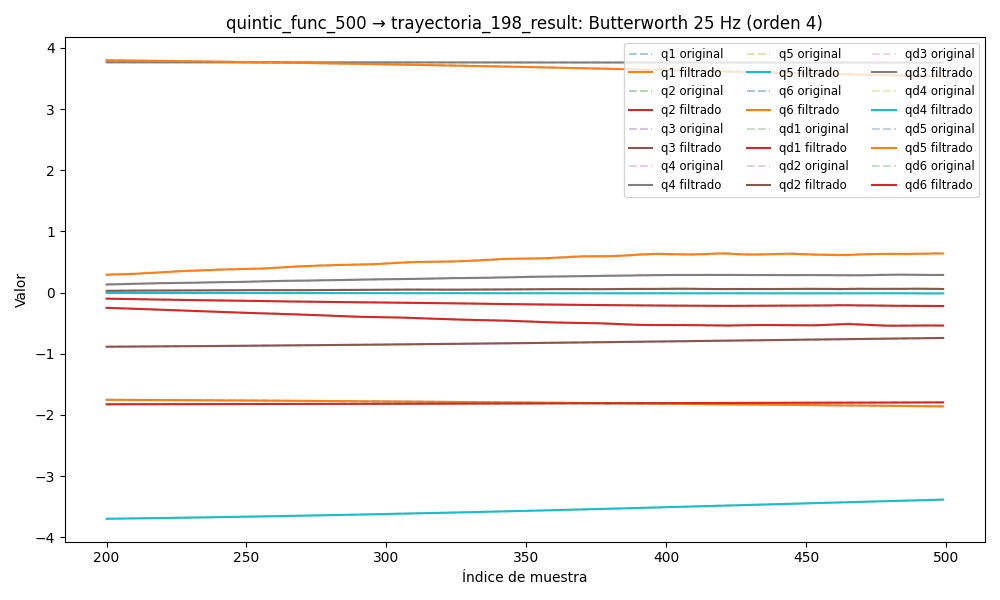 quintic_func_500 → trayectoria_198_result: Butterworth 25 Hz (orden 4)
q1 original
q1 filtrado
q2 original
q2 filtrado
q3 original
q3 filtrado
q4 original
q4 filtrado
q5 original
q5 filtrado
q6 original
q6 filtrado
qd1 original
qd1 filtrado
qd2 original
qd2 filtrado
qd3 original
qd3 filtrado
qd4 original
qd4 filtrado
qd5 original
qd5 filtrado
qd6 original
qd6 filtrado
Valor
4
3
2
1
0
−1
−2
−3
−4
200
250
300
350
400
450
500
Índice de muestra